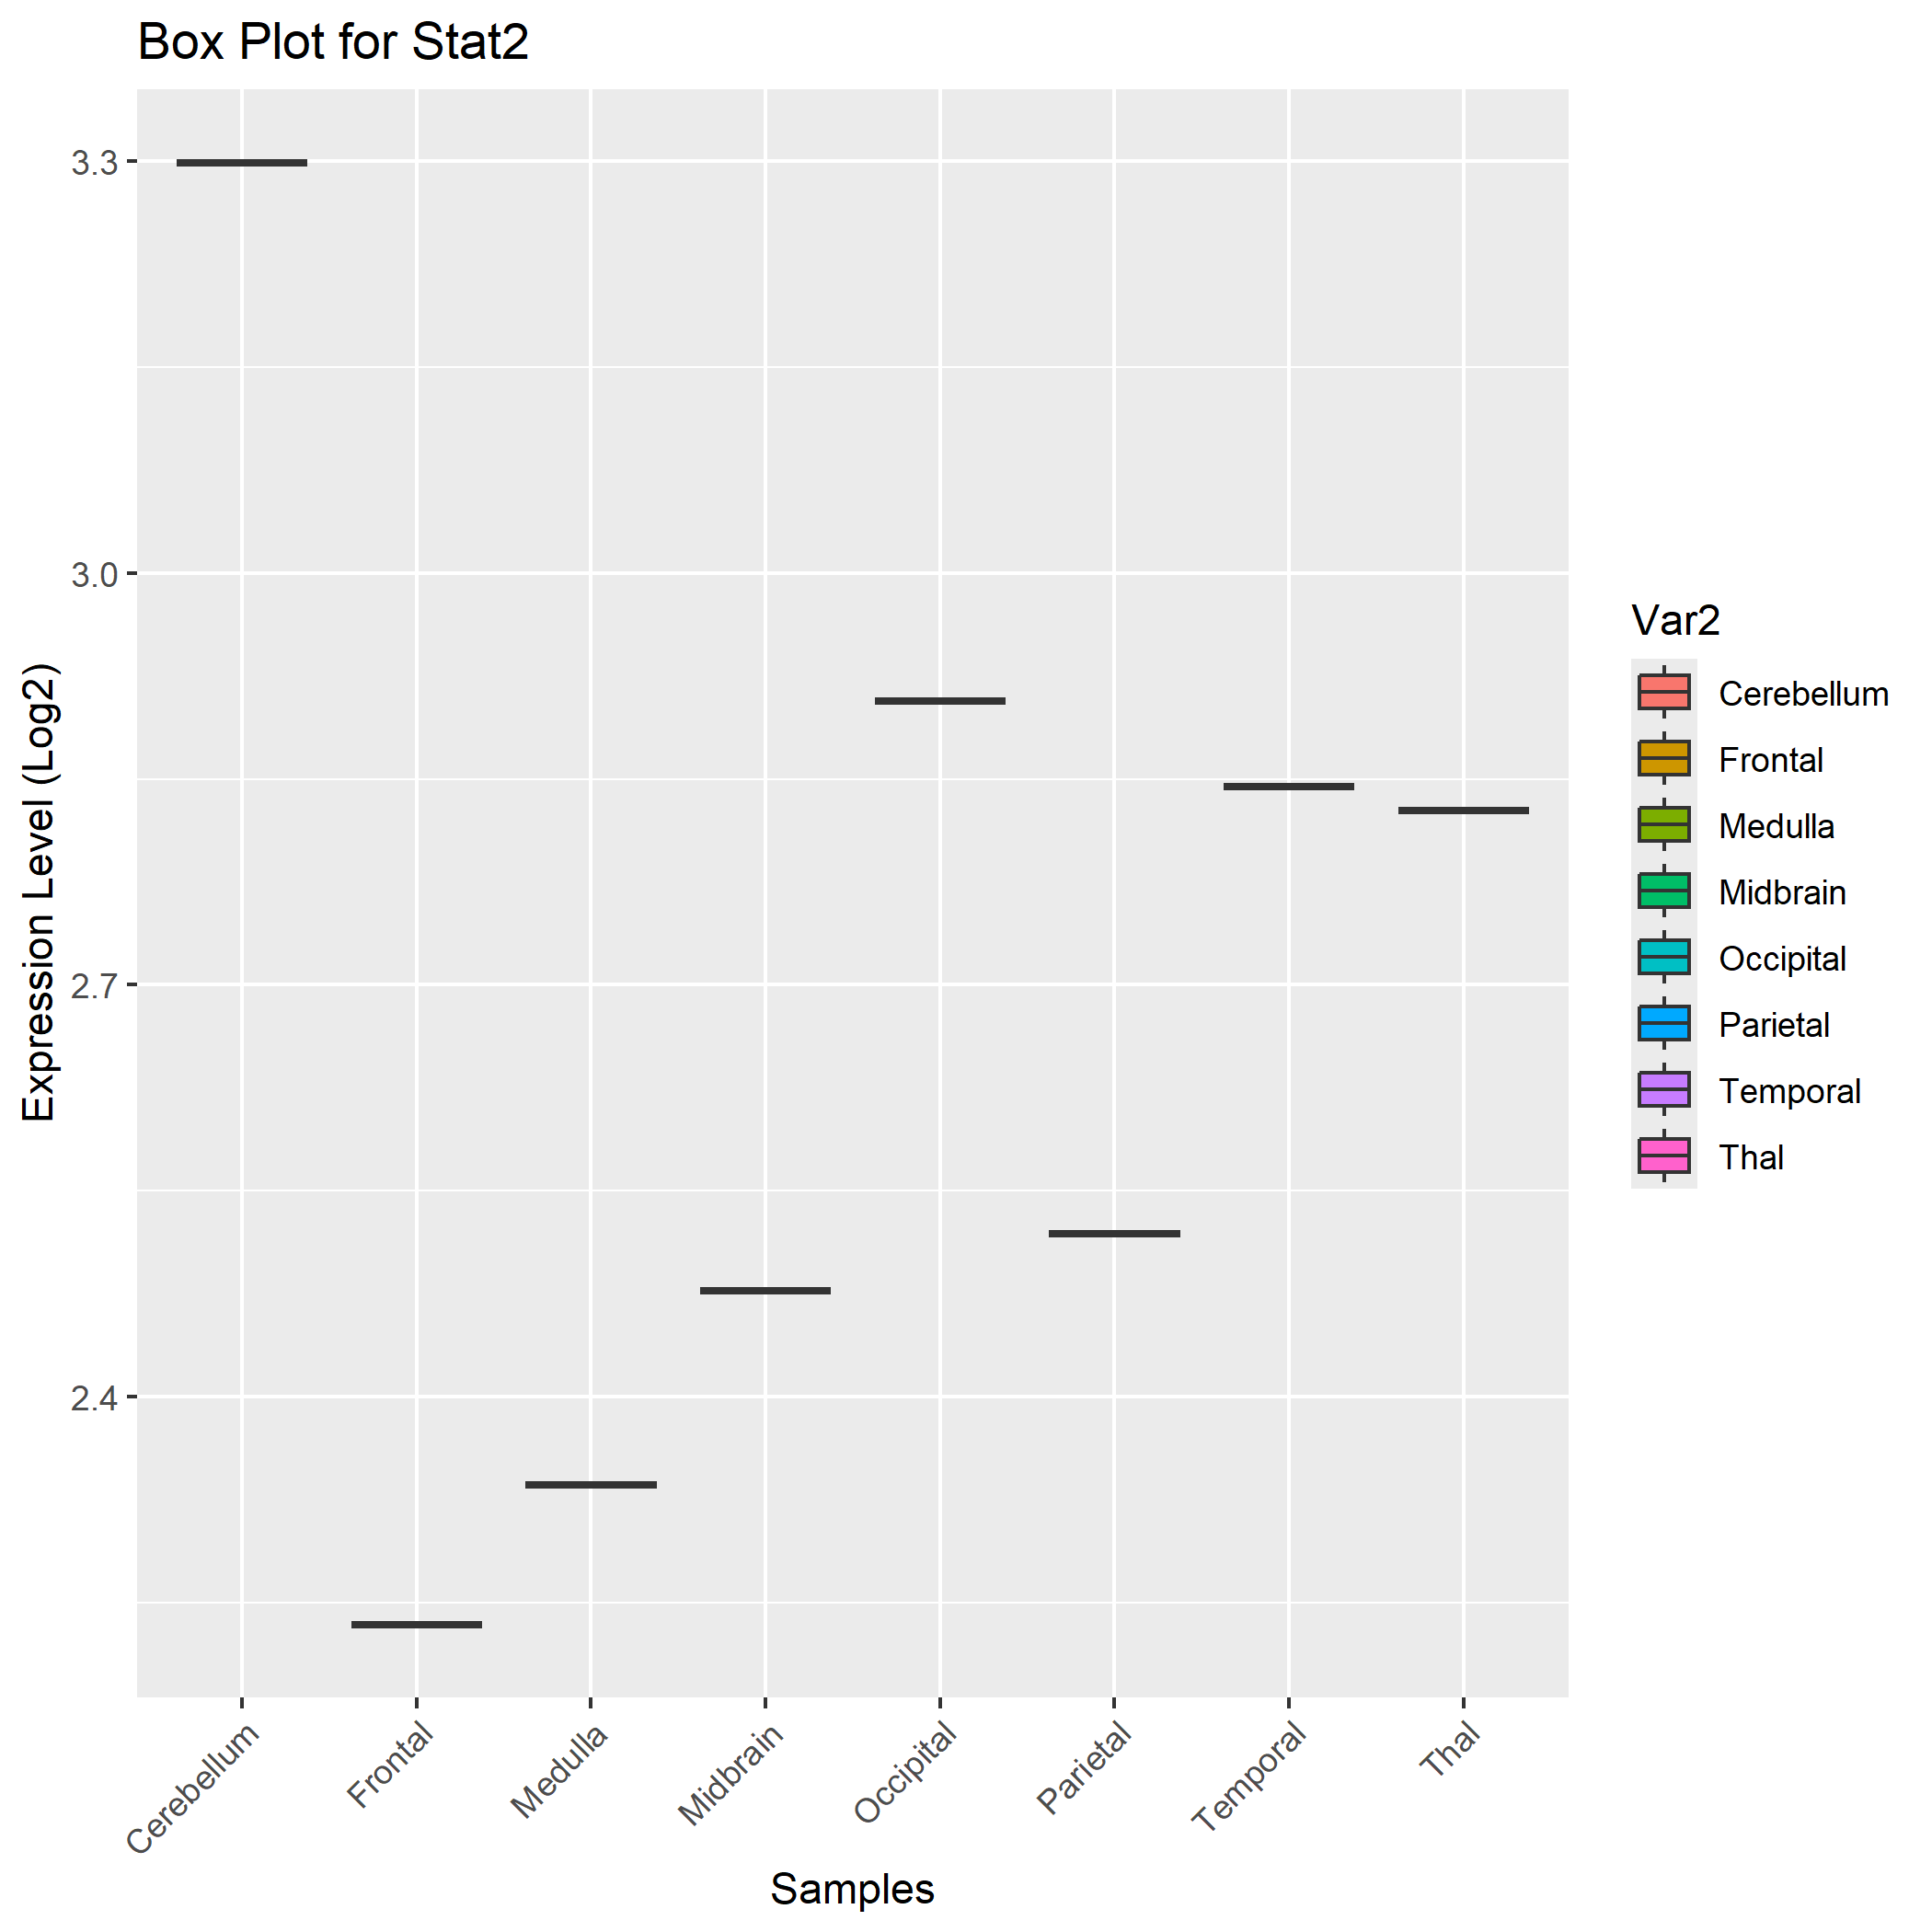 Box Plot for Stat2
Expression Level (Log2)
3.3
3.0
2.7
2.4
Cerebellum
Frontal
Medulla
Midbrain
Occipital
Parietal
Temporal
Thal
Samples
Var2
Cerebellum
Frontal
Medulla
Midbrain
Occipital
Parietal
Temporal
Thal